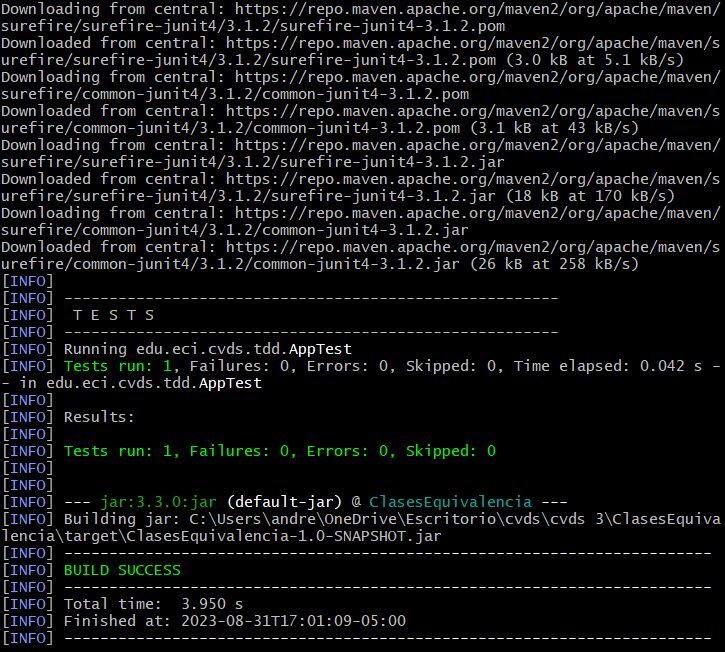 Downloading from central: https://repo.maven.apache.org/maven2/org/apache/maven/
surefire/surefire-junit4/3.1.2/surefire-junit4-3.1.2.pom
Downloaded from central: https://repo.maven.apache.org/maven2/org/apache/maven/s
urefire/surefire-junit4/3.1.2/surefire-junit4-3.1.2.pom (3.0 kB at 5.1 kB/s)
Downloading from central: https://repo.maven.apache.org/maven2/org/apache/maven/
surefire/common-junit4/3.1.2/common-junit4-3.1.2.pom
Downloaded from central: https://repo.maven.apache.org/maven2/org/apache/maven/s
urefire/common-junit4/3.1.2/common-junit4-3.1.2.pom (3.1 kB at 43 kB/s)
Downloading from central: https://repo.maven.apache.org/maven2/org/apache/maven/
surefire/surefire-junit4/3.1.2/surefire-junit4-3.1.2.jar
Downloaded from central: https://repo.maven.apache.org/maven2/org/apache/maven/s
urefire/surefire-junit4/3.1.2/surefire-junit4-3.1.2.jar (18 kB at 170 kB/s)
Downloading from central: https://repo.maven.apache.org/maven2/org/apache/maven/
surefire/common-junit4/3.1.2/common-junit4-3.1.2.jar
Downloaded from central: https://repo.maven.apache.org/maven2/org/apache/maven/s
urefire/common-junit4/3.1.2/common-junit4-3.1.2.jar (26 kB at 258 kB/s)
[INFO]
[INFO] -------------------------------------------------------
[INFO]  T E S T S
[INFO] -------------------------------------------------------
[INFO] Running edu.eci.cvds.tdd.AppTest
[INFO] Tests run: 1, Failures: 0, Errors: 0, Skipped: 0, Time elapsed: 0.042 s -
- in edu.eci.cvds.tdd.AppTest
[INFO]
[INFO] Results:
[INFO]
[INFO] Tests run: 1, Failures: 0, Errors: 0, Skipped: 0
[INFO]
[INFO]
[INFO] --- jar:3.3.0:jar (default-jar) @ ClasesEquivalencia ---
[INFO] Building jar: C:\Users\andre\OneDrive\Escritorio\cvds\cvds 3\ClasesEquiva
lencia\target\ClasesEquivalencia-1.0-SNAPSHOT.jar
[INFO] ------------------------------------------------------------------------
[INFO] BUILD SUCCESS
[INFO] ------------------------------------------------------------------------
[INFO] Total time:  3.950 s
[INFO] Finished at: 2023-08-31T17:01:09-05:00
[INFO] ------------------------------------------------------------------------